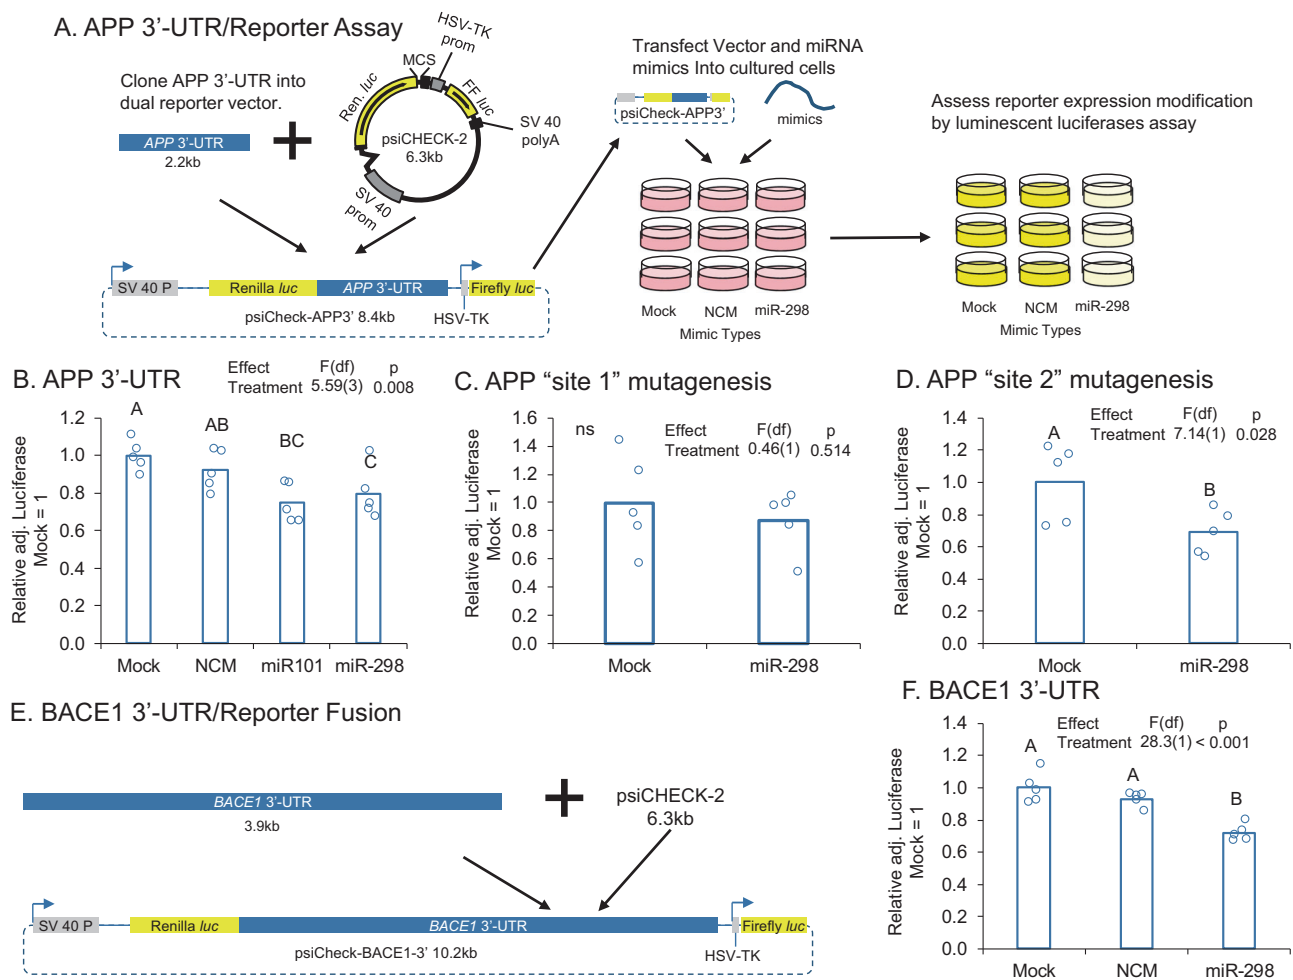 A. APP 3’-UTR/Reporter Assay
Clone APP 3’-UTR into
dual reporter vector.
APP 3’-UTR
2.2kb
HSV-TK
prom
MCS
Ren. luc
FF luc
psiCHECK-2
6.3kb
SV 40
polyA
SV 40
prom
SV 40 P
Renilla luc
APP 3’-UTR
Firefly luc
psiCheck-APP3’ 8.4kb
HSV-TK
Transfect Vector and miRNA
mimics Into cultured cells
psiCheck-APP3’
mimics
Mock NCM miR-298
Mimic Types
Assess reporter expression modification
by luminescent luciferases assay
Mock NCM miR-298
Mimic Types
B. APP 3’-UTR
Effect F(df) p
Treatment 5.59(3) 0.008
Relative adj. Luciferase
Mock = 1
1.2
1.0
0.8
0.6
0.4
0.2
0.0
A
AB
BC
C
Mock NCM miR101 miR-298
C. APP “site 1” mutagenesis
Effect F(df) p
Treatment 0.46(1) 0.514
Relative adj. Luciferase
Mock = 1
1.6
1.4
1.2
1.0
0.8
0.6
0.4
0.2
0.0
ns
Mock miR-298
D. APP “site 2” mutagenesis
Effect F(df) p
Treatment 7.14(1) 0.028
Relative adj. Luciferase
Mock = 1
1.4
1.2
1.0
0.8
0.6
0.4
0.2
0.0
A
B
Mock miR-298
E. BACE1 3’-UTR/Reporter Fusion
BACE1 3’-UTR
3.9kb
psiCHECK-2
6.3kb
SV 40 P
Renilla luc
BACE1 3’-UTR
Firefly luc
psiCheck-BACE1-3’ 10.2kb
HSV-TK
F. BACE1 3’-UTR
Effect F(df) p
Treatment 28.3(1) < 0.001
Relative adj. Luciferase
Mock = 1
1.4
1.2
1.0
0.8
0.6
0.4
0.2
0.0
A
A
B
Mock NCM miR-298